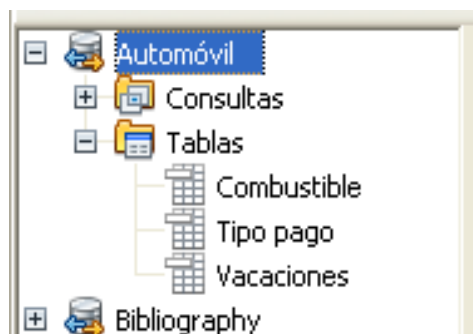 Automóvil
Consultas
Tablas
Combustible
Tipo pago
Vacaciones
Bibliography